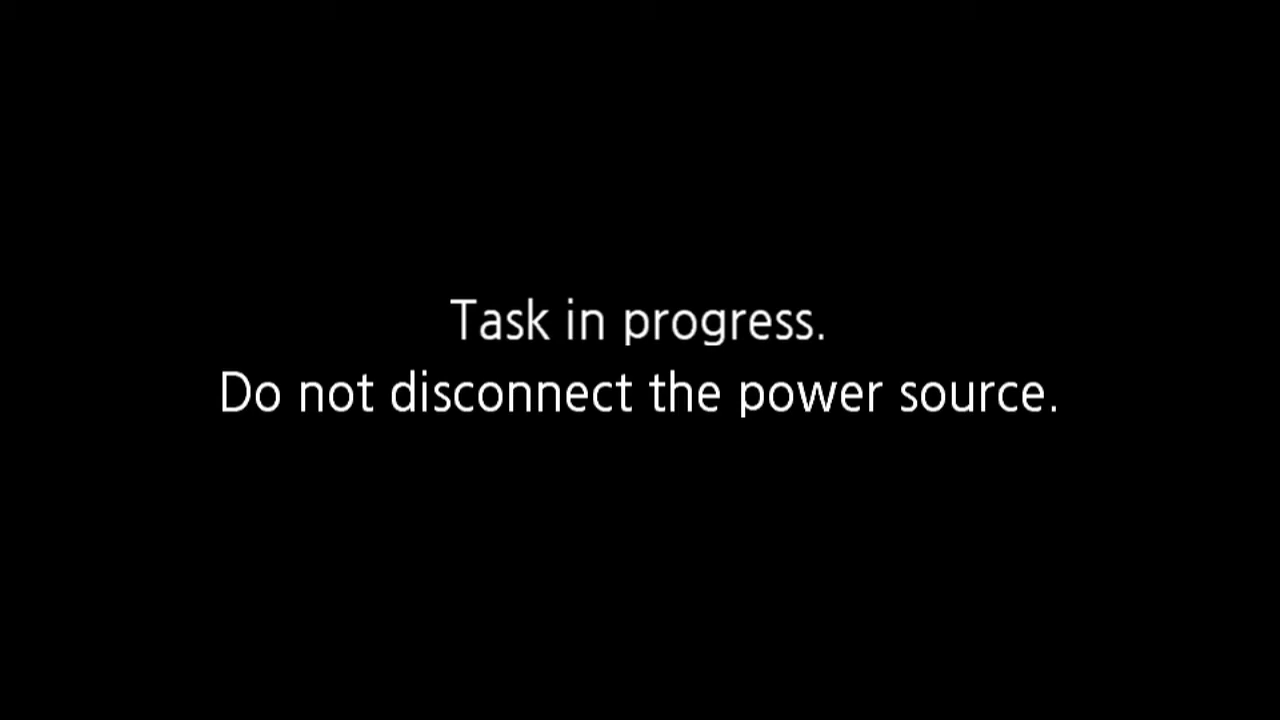 Task in progress.
Do not disconnect the power source.